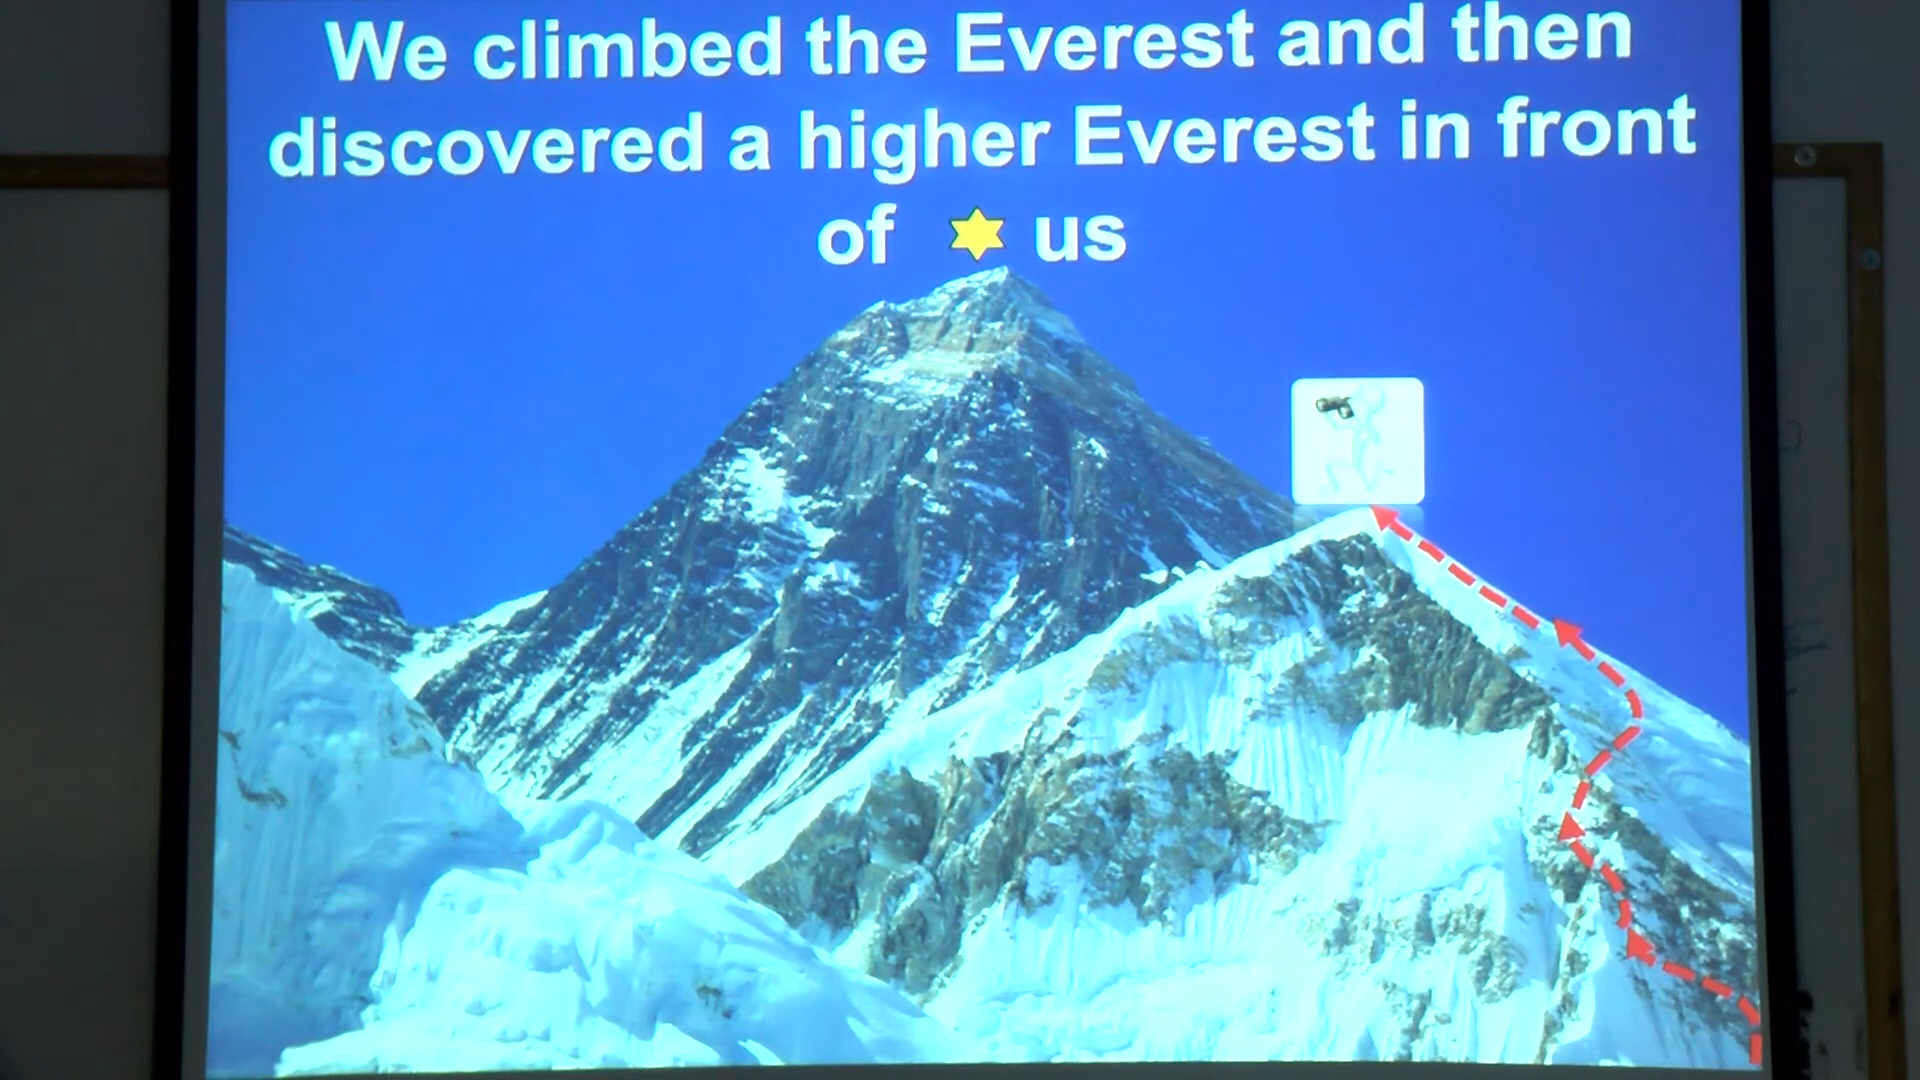 We climbed the Everest and then
discovered a higher Everest in front
of us